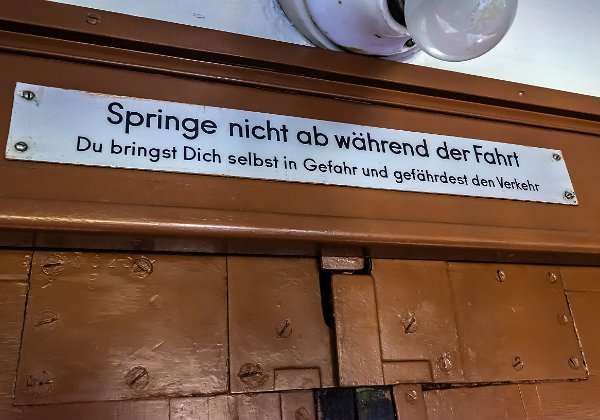 Springe nicht ab während der Fahrt
Du bringst Dich selbst in Gefahr und gefährdest den Verkehr